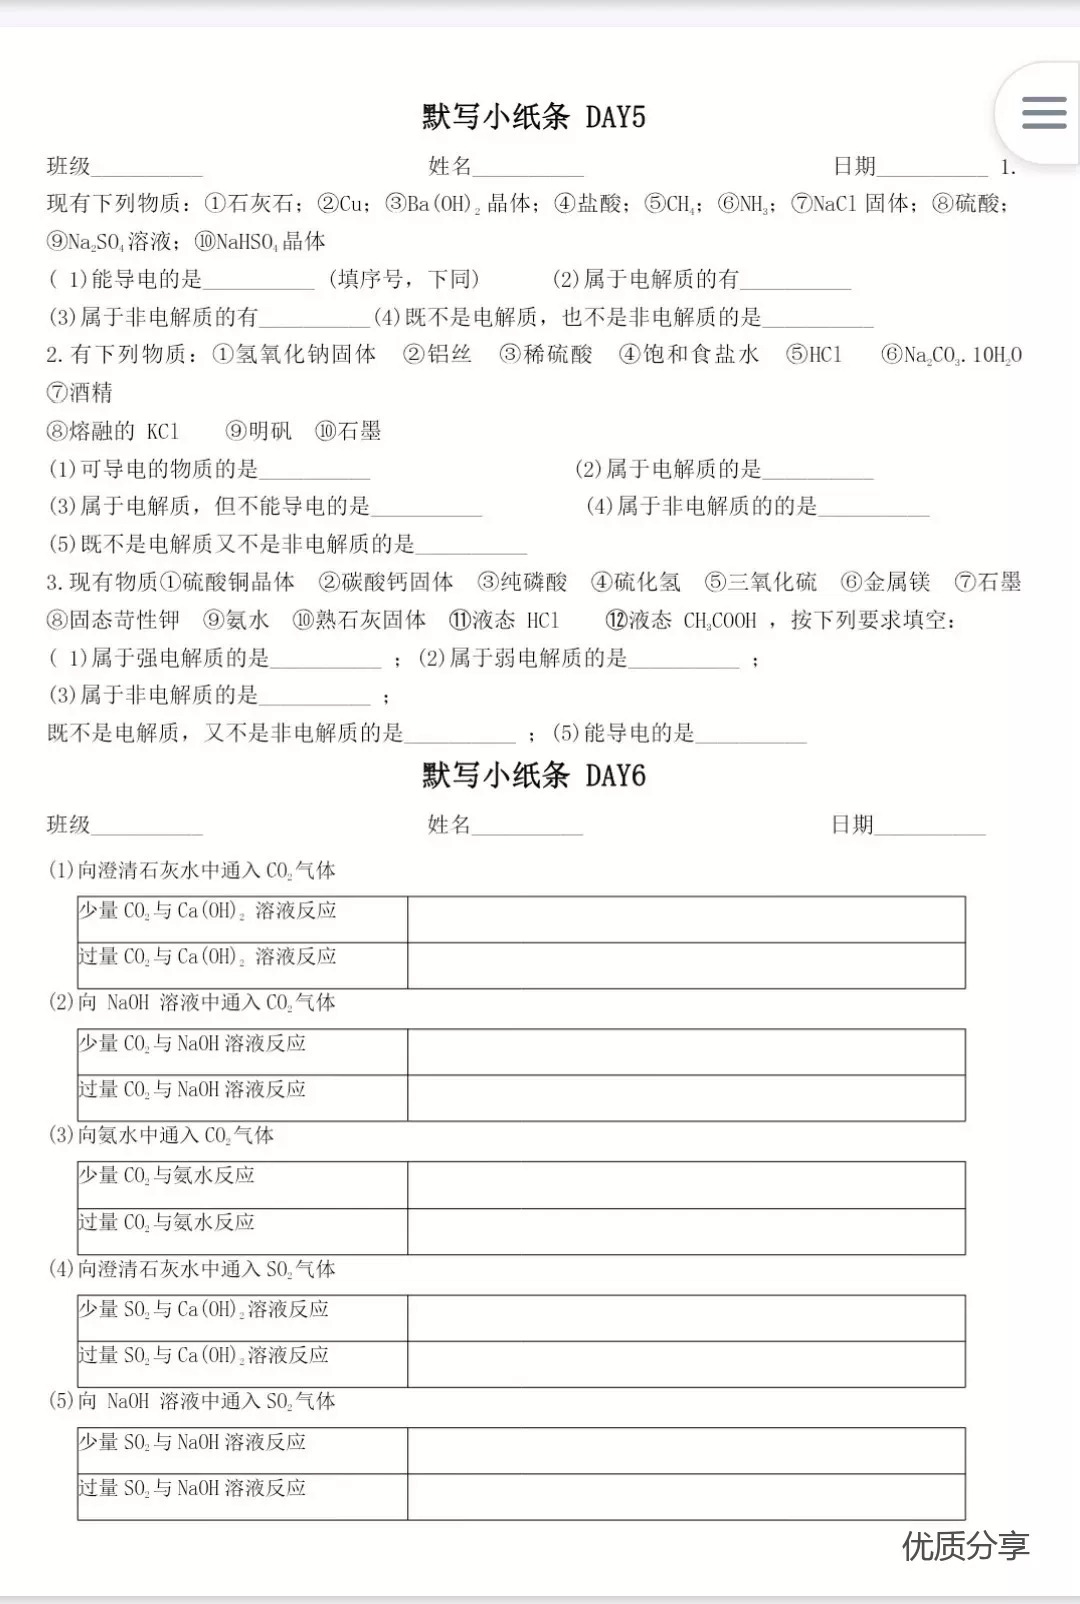 默写小纸条 DAY5
班级__________ 姓名__________ 日期__________ 1.
现有下列物质：①石灰石；②Cu；③Ba(OH)₂晶体；④盐酸；⑤CH₄；⑥NH₃；⑦NaCl 固体；⑧硫酸；
⑨Na₂SO₄溶液；⑩NaHSO₄晶体
( 1)能导电的是__________ (填序号，下同) (2)属于电解质的有__________
(3)属于非电解质的有__________(4)既不是电解质，也不是非电解质的是__________
2.有下列物质：①氢氧化钠固体 ②铝丝 ③稀硫酸 ④饱和食盐水 ⑤HCl ⑥Na₂CO₃.10H₂O
⑦酒精
⑧熔融的 KCl ⑨明矾 ⑩石墨
(1)可导电的物质的是__________ (2)属于电解质的是__________
(3)属于电解质，但不能导电的是__________ (4)属于非电解质的的是__________
(5)既不是电解质又不是非电解质的是__________
3.现有物质①硫酸铜晶体 ②碳酸钙固体 ③纯磷酸 ④硫化氢 ⑤三氧化硫 ⑥金属镁 ⑦石墨
⑧固态苛性钾 ⑨氨水 ⑩熟石灰固体 ⑪液态 HCl ⑫液态 CH₃COOH ，按下列要求填空：
( 1)属于强电解质的是__________ ；(2)属于弱电解质的是__________ ；
(3)属于非电解质的是__________ ；
既不是电解质，又不是非电解质的是__________ ；(5)能导电的是__________
默写小纸条 DAY6
班级__________ 姓名__________ 日期__________
(1)向澄清石灰水中通入 CO₂气体
少量 CO₂与 Ca(OH)₂ 溶液反应
过量 CO₂与 Ca(OH)₂ 溶液反应
(2)向 NaOH 溶液中通入 CO₂气体
少量 CO₂与 NaOH 溶液反应
过量 CO₂与 NaOH 溶液反应
(3)向氨水中通入 CO₂气体
少量 CO₂与氨水反应
过量 CO₂与氨水反应
(4)向澄清石灰水中通入 SO₂气体
少量 SO₂与 Ca(OH)₂溶液反应
过量 SO₂与 Ca(OH)₂溶液反应
(5)向 NaOH 溶液中通入 SO₂气体
少量 SO₂与 NaOH 溶液反应
过量 SO₂与 NaOH 溶液反应
优质分享